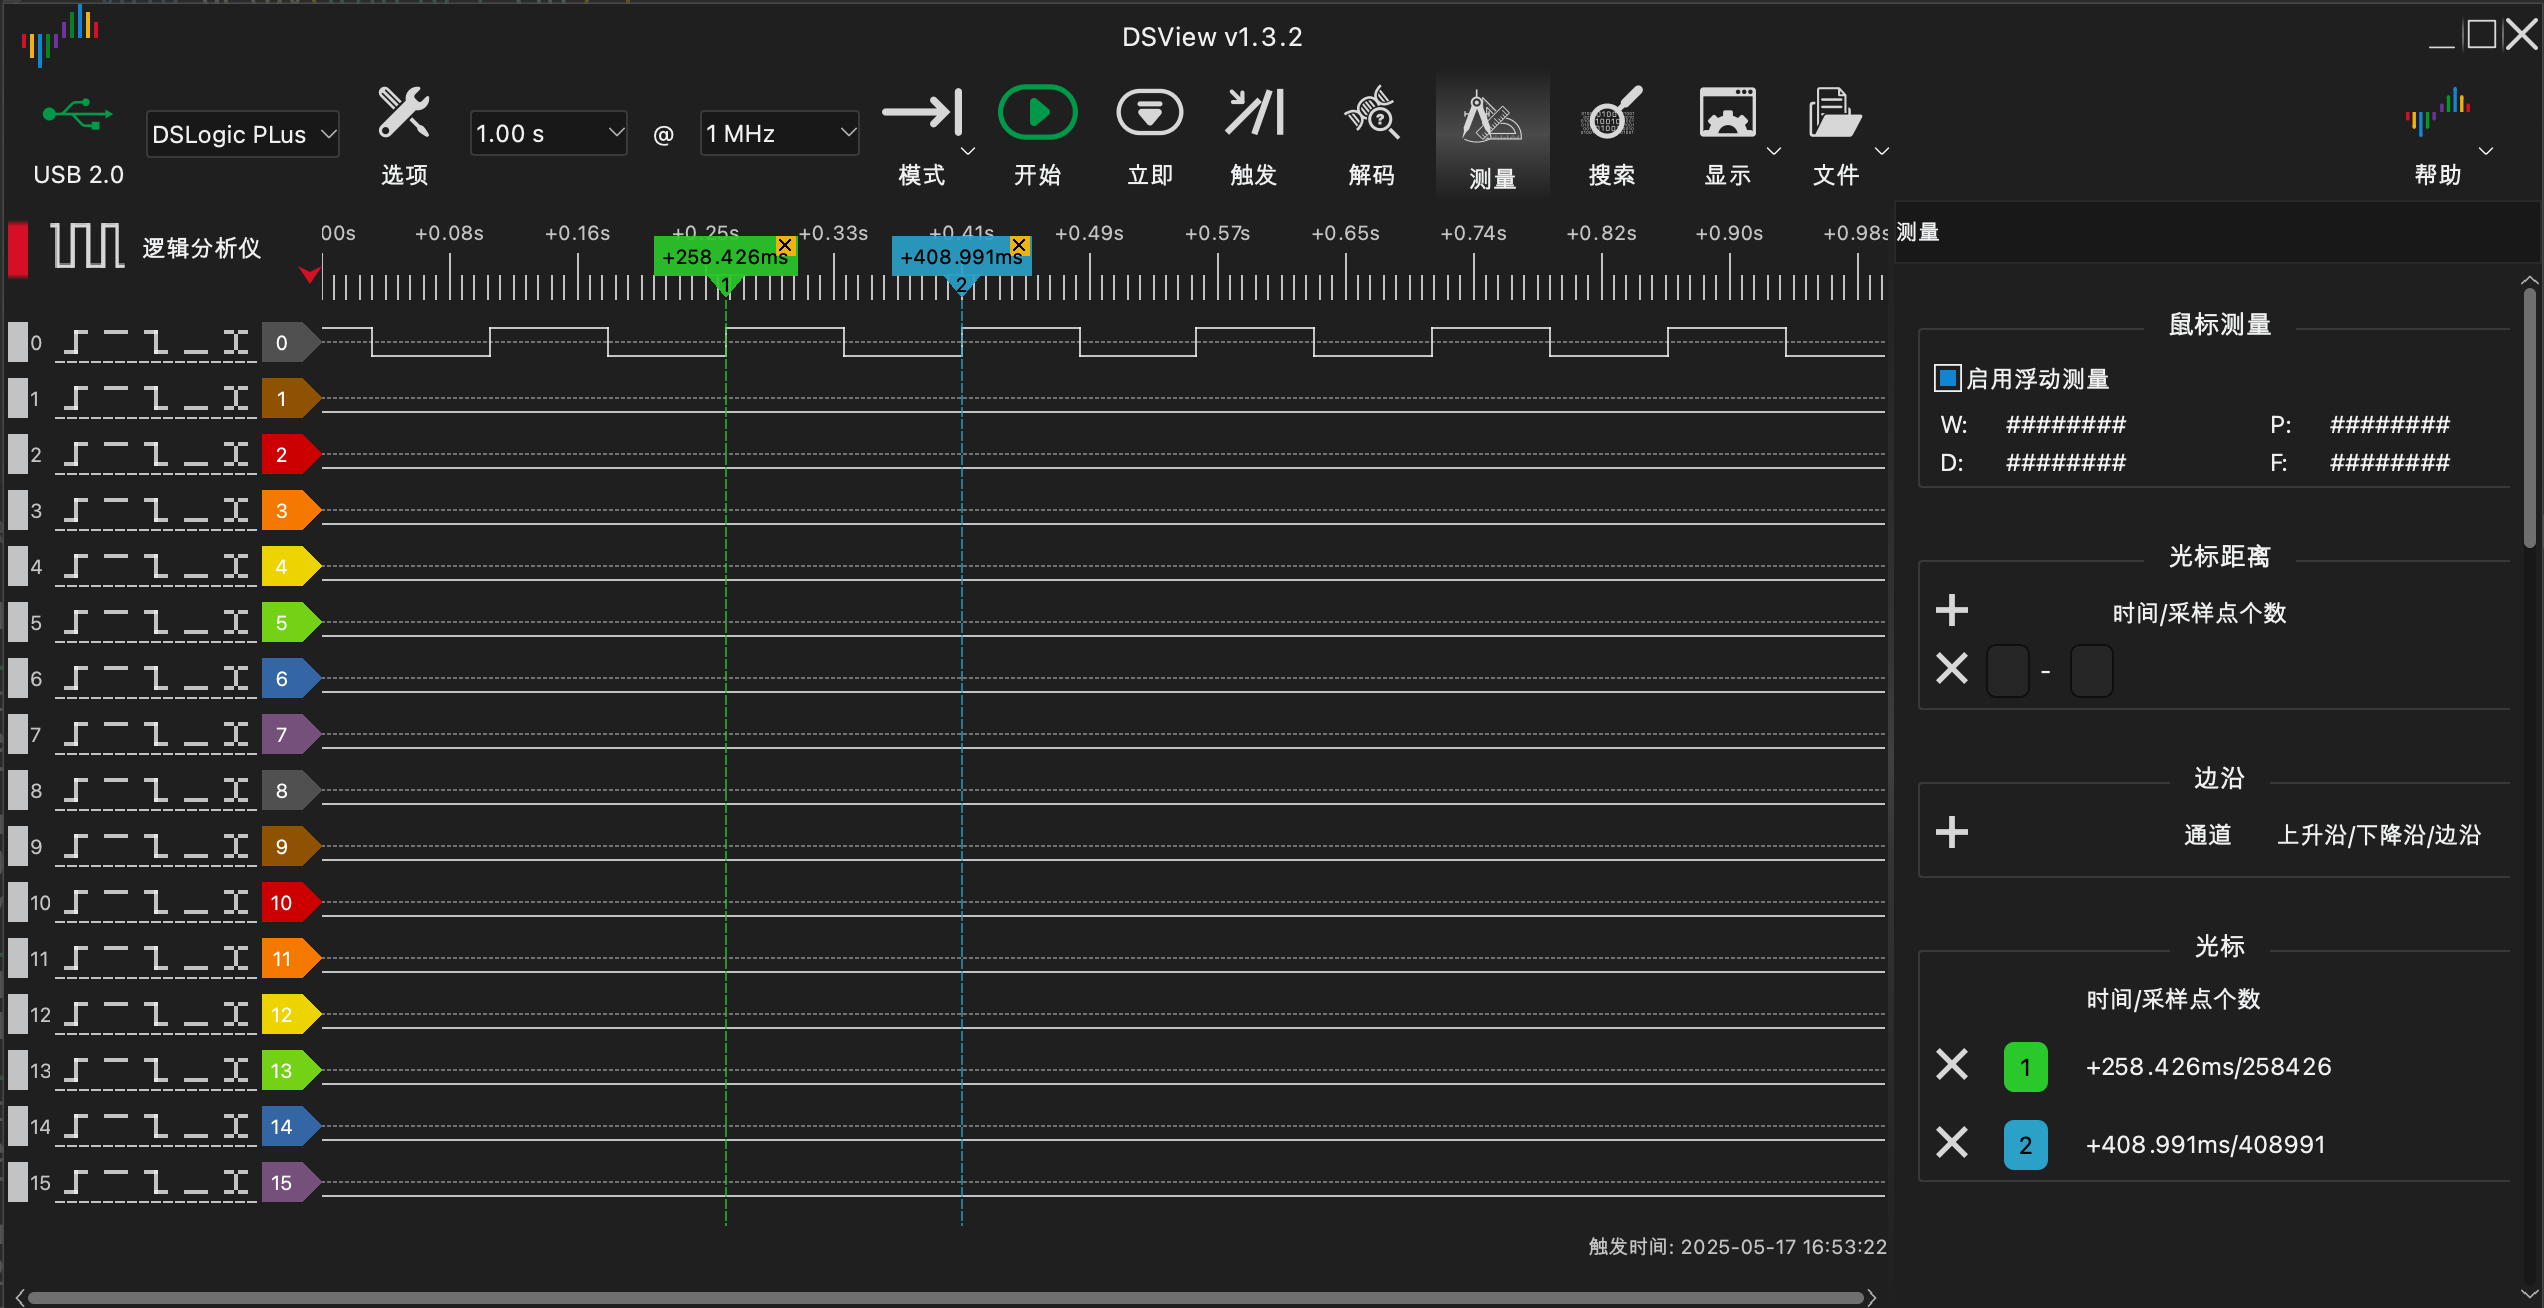 DSView v1.3.2
USB 2.0
DSLogic PLus
选项
1.00 s
@
1 MHz
模式
开始
立即
触发
解码
测量
搜索
显示
文件
帮助
逻辑分析仪
00s +0.08s +0.16s +0.25s +0.33s +0.41s +0.49s +0.57s +0.65s +0.74s +0.82s +0.90s +0.98s
+258.426ms +408.991ms
1 2
0 0
1 1
2 2
3 3
4 4
5 5
6 6
7 7
8 8
9 9
10 10
11 11
12 12
13 13
14 14
15 15
触发时间: 2025-05-17 16:53:22
测量
鼠标测量
启用浮动测量
W: ######## P: ########
D: ######## F: ########
光标距离
时间/采样点个数
-
边沿
通道 上升沿/下降沿/边沿
光标
时间/采样点个数
1 +258.426ms/258426
2 +408.991ms/408991